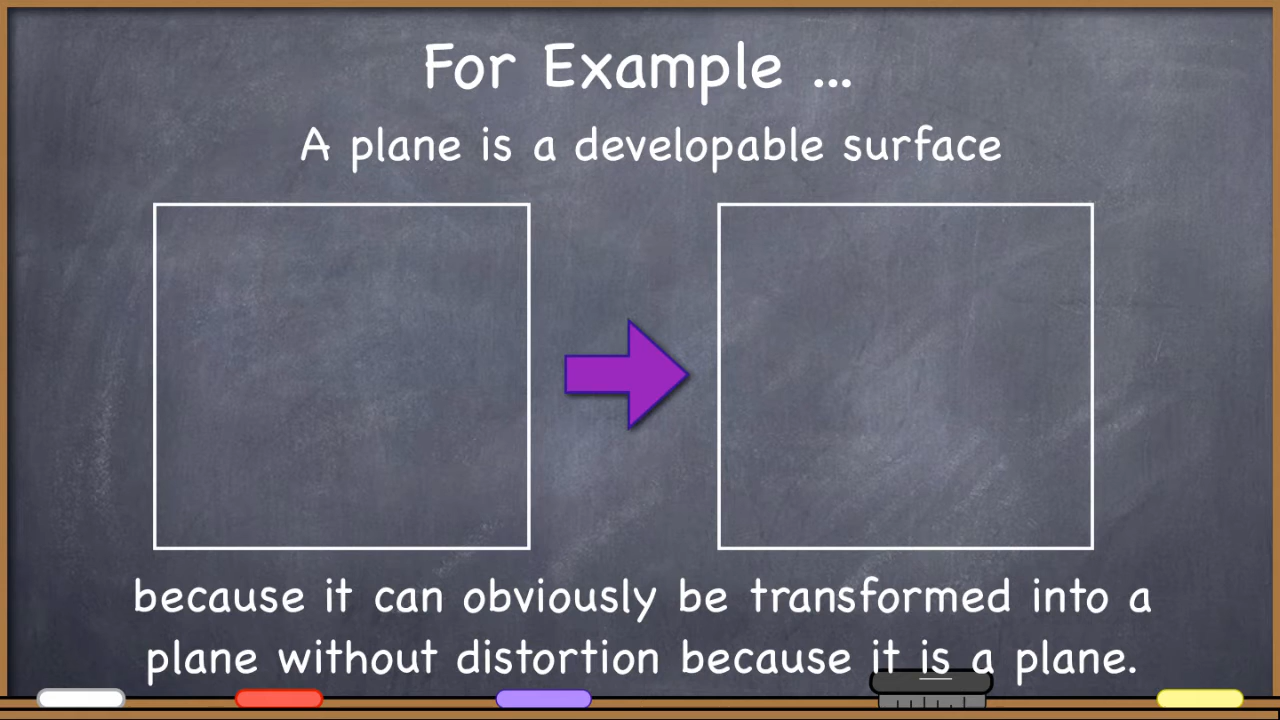 For Example ...
A plane is a developable surface
because it can obviously be transformed into a
plane without distortion because it is a plane.